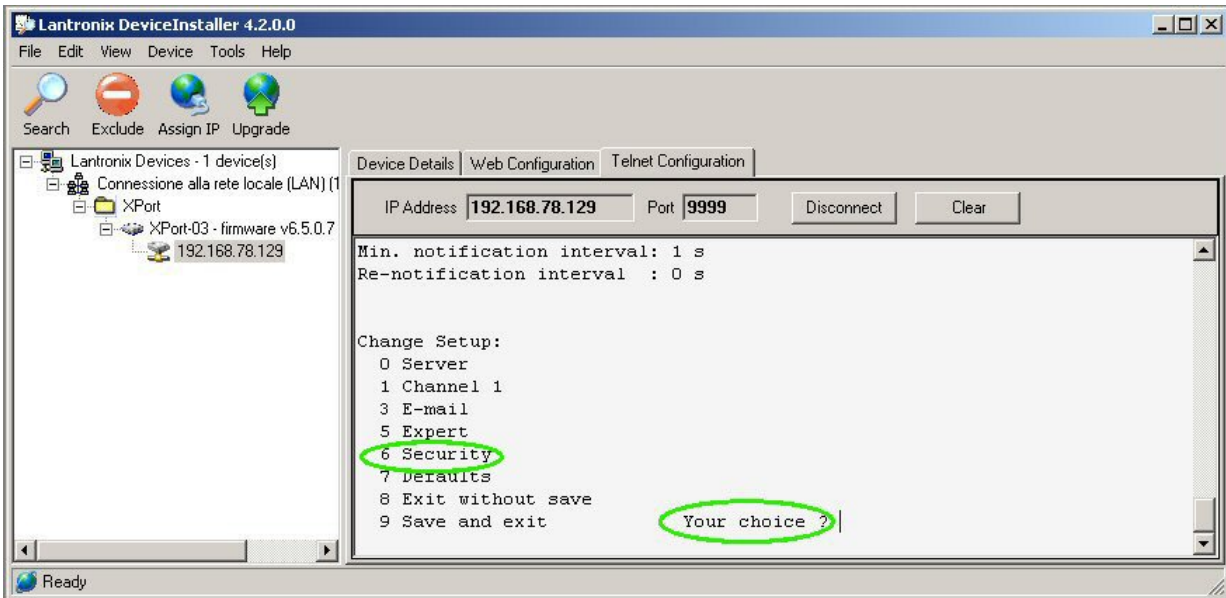 Lantronix DeviceInstaller 4.2.0.0
File Edit View Device Tools Help
Search Exclude Assign IP Upgrade
Lantronix Devices - 1 device(s)
Connessione alla rete locale (LAN) (1
XPort
XPort-03 - firmware v6.5.0.7
192.168.78.129
Device Details Web Configuration Telnet Configuration
IP Address 192.168.78.129 Port 9999 Disconnect Clear
Min. notification interval: 1 s
Re-notification interval : 0 s
Change Setup:
0 Server
1 Channel 1
3 E-mail
5 Expert
6 Security
7 Defaults
8 Exit without save
9 Save and exit Your choice ?
Ready